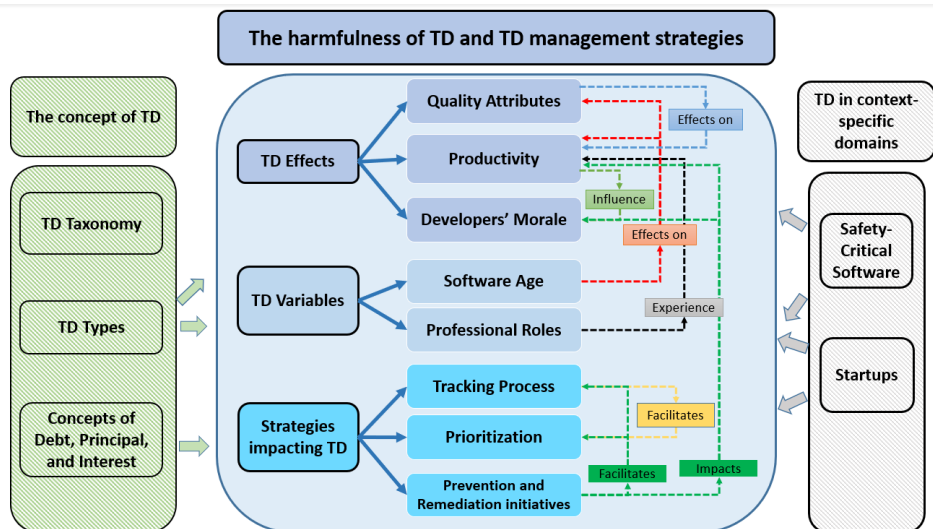 The harmfulness of TD and TD management strategies
The concept of TD
TD Taxonomy
TD Types
Concepts of
Debt, Principal,
and Interest
TD Effects
Quality Attributes
Productivity
Developers’ Morale
Effects on
Influence
Effects on
TD Variables
Software Age
Professional Roles
Experience
Strategies
impacting TD
Tracking Process
Prioritization
Prevention and
Remediation initiatives
Facilitates
Facilitates
Impacts
TD in context-
specific
domains
Safety-
Critical
Software
Startups